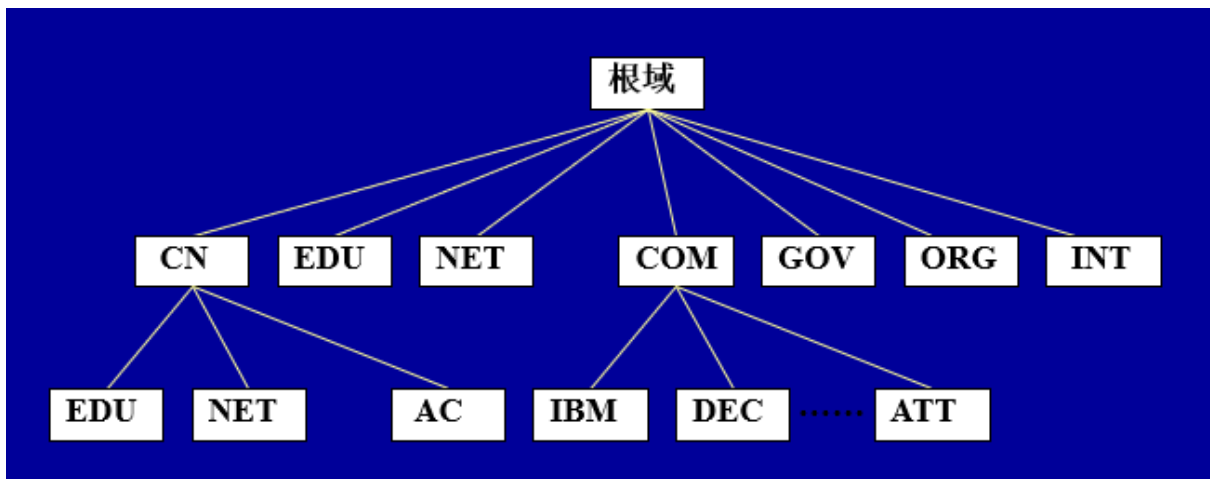 根域
CN EDU NET COM GOV ORG INT
EDU NET AC IBM DEC ...... ATT